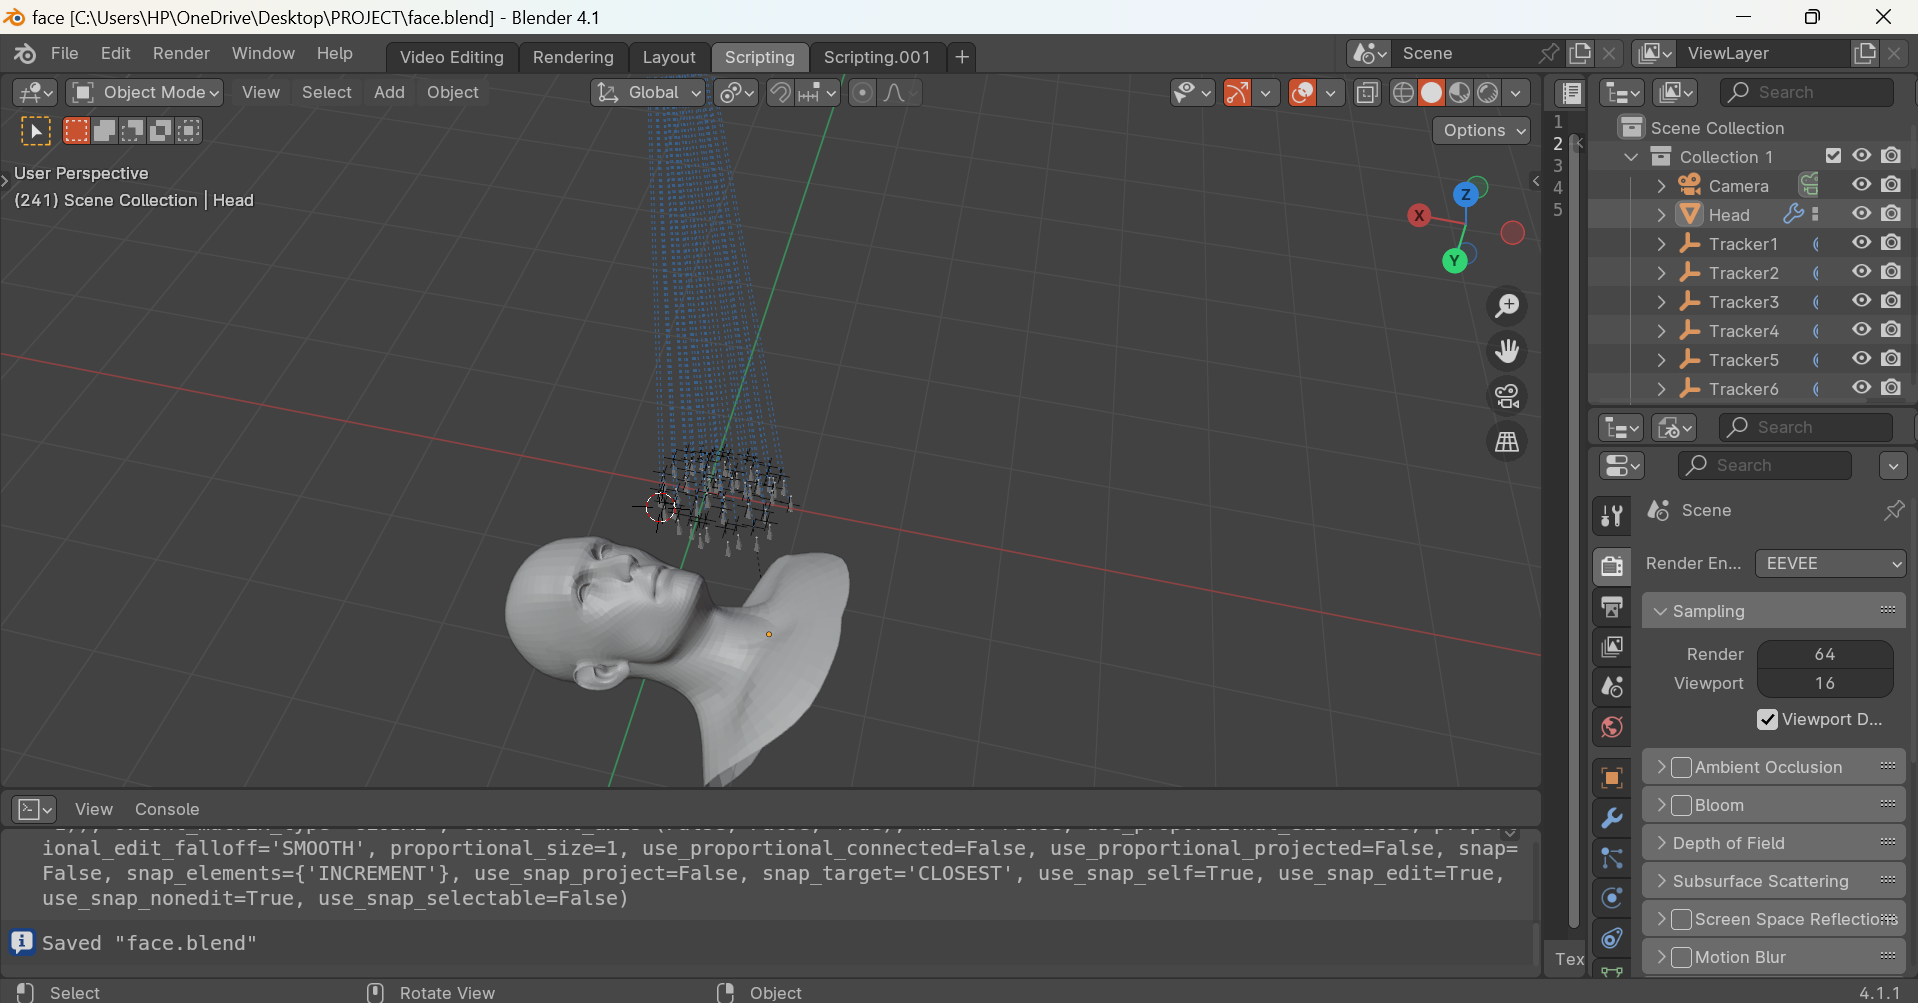 face [C:\Users\HP\OneDrive\Desktop\PROJECT\face.blend] - Blender 4.1
File Edit Render Window Help
Video Editing Rendering Layout Scripting Scripting.001 +
Scene
ViewLayer
Object Mode View Select Add Object
Global
Options
User Perspective
(241) Scene Collection | Head
X
Y
Z
1
2
3
4
5
Tex
Search
Scene Collection
Collection 1
Camera
Head
Tracker1
Tracker2
Tracker3
Tracker4
Tracker5
Tracker6
Search
Search
Scene
Render En... EEVEE
Sampling
Render 64
Viewport 16
Viewport D...
Ambient Occlusion
Bloom
Depth of Field
Subsurface Scattering
Screen Space Reflections
Motion Blur
View Console
ional_edit_falloff='SMOOTH', proportional_size=1, use_proportional_connected=False, use_proportional_projected=False, snap=
False, snap_elements={'INCREMENT'}, use_snap_project=False, snap_target='CLOSEST', use_snap_self=True, use_snap_edit=True,
use_snap_nonedit=True, use_snap_selectable=False)
Saved "face.blend"
Select Rotate View Object 4.1.1